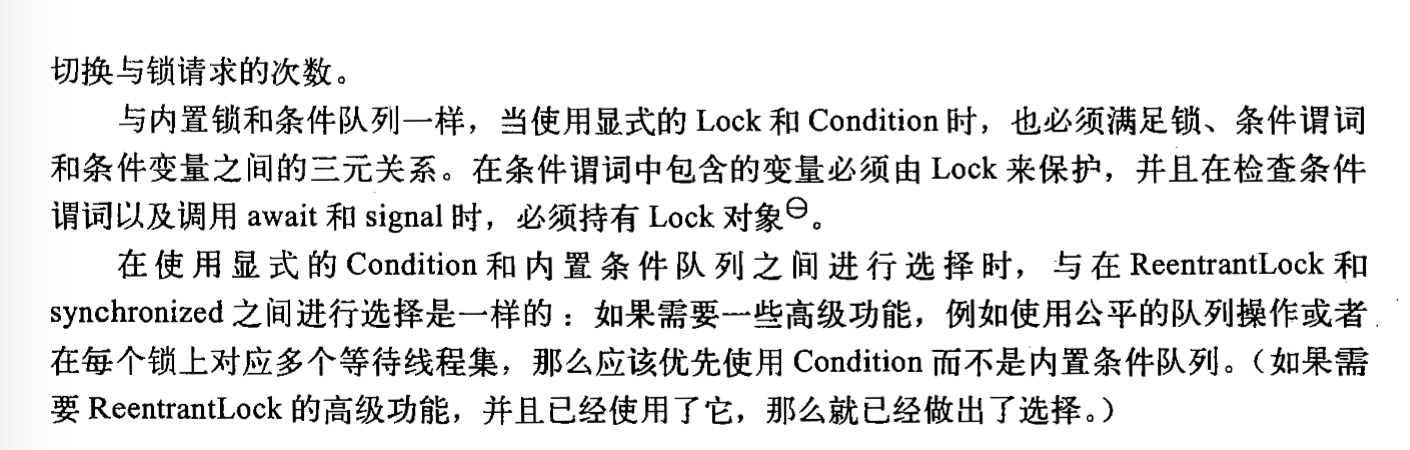 切换与锁请求的次数。
与内置锁和条件队列一样，当使用显式的 Lock 和 Condition 时，也必须满足锁、条件谓词
和条件变量之间的三元关系。在条件谓词中包含的变量必须由 Lock 来保护，并且在检查条件
谓词以及调用 await 和 signal 时，必须持有 Lock 对象㊀。
在使用显式的 Condition 和内置条件队列之间进行选择时，与在 ReentrantLock 和
synchronized 之间进行选择是一样的：如果需要一些高级功能，例如使用公平的队列操作或者
在每个锁上对应多个等待线程集，那么应该优先使用 Condition 而不是内置条件队列。（如果需
要 ReentrantLock 的高级功能，并且已经使用了它，那么就已经做出了选择。）